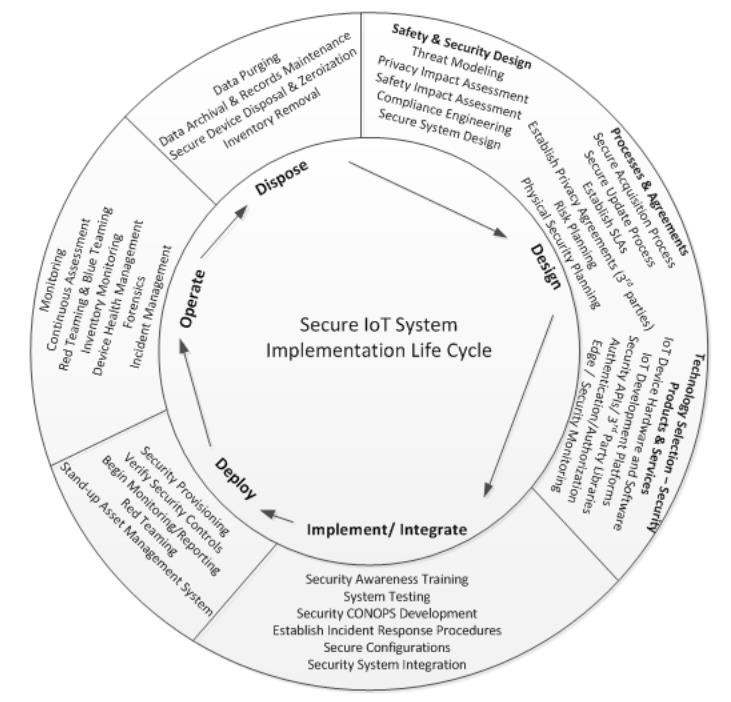 Secure IoT System
Implementation Life Cycle
Design
Safety & Security Design
Threat Modeling
Privacy Impact Assessment
Safety Impact Assessment
Compliance Engineering
Secure System Design
Processes & Agreements
Secure Acquisition Process
Secure Update Process
Establish SLAs
Establish Privacy Agreements (3rd parties)
Risk Planning
Physical Security Planning
Technology Selection – Security
Products & Services
IoT Device Hardware and Software
IoT Development Platforms
Security APIs/ 3rd Party Libraries
Authentication/Authorization
Edge / Security Monitoring
Implement/ Integrate
Security Awareness Training
System Testing
Security CONOPS Development
Establish Incident Response Procedures
Secure Configurations
Security System Integration
Deploy
Security Provisioning
Verify Security Controls
Begin Monitoring/Reporting
Red Teaming
Stand-up Asset Management System
Operate
Monitoring
Continuous Assessment
Red Teaming & Blue Teaming
Inventory Monitoring
Device Health Management
Forensics
Incident Management
Dispose
Data Purging
Data Archival & Records Maintenance
Secure Device Disposal & Zeroization
Inventory Removal